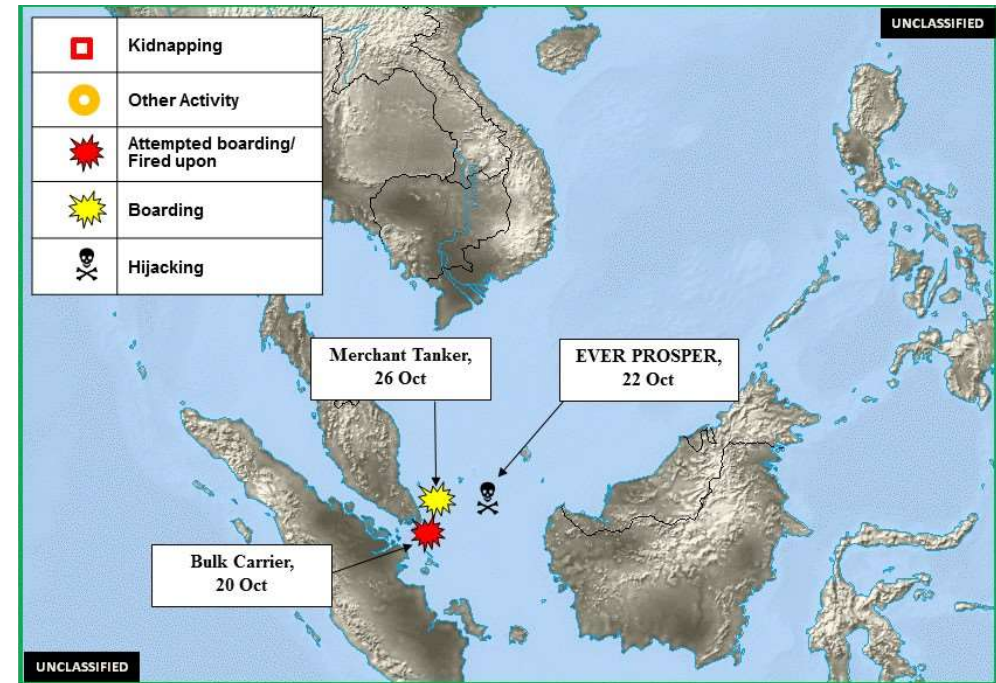 UNCLASSIFIED
Kidnapping
Other Activity
Attempted boarding/
Fired upon
Boarding
Hijacking
Merchant Tanker,
26 Oct
EVER PROSPER,
22 Oct
Bulk Carrier,
20 Oct
UNCLASSIFIED